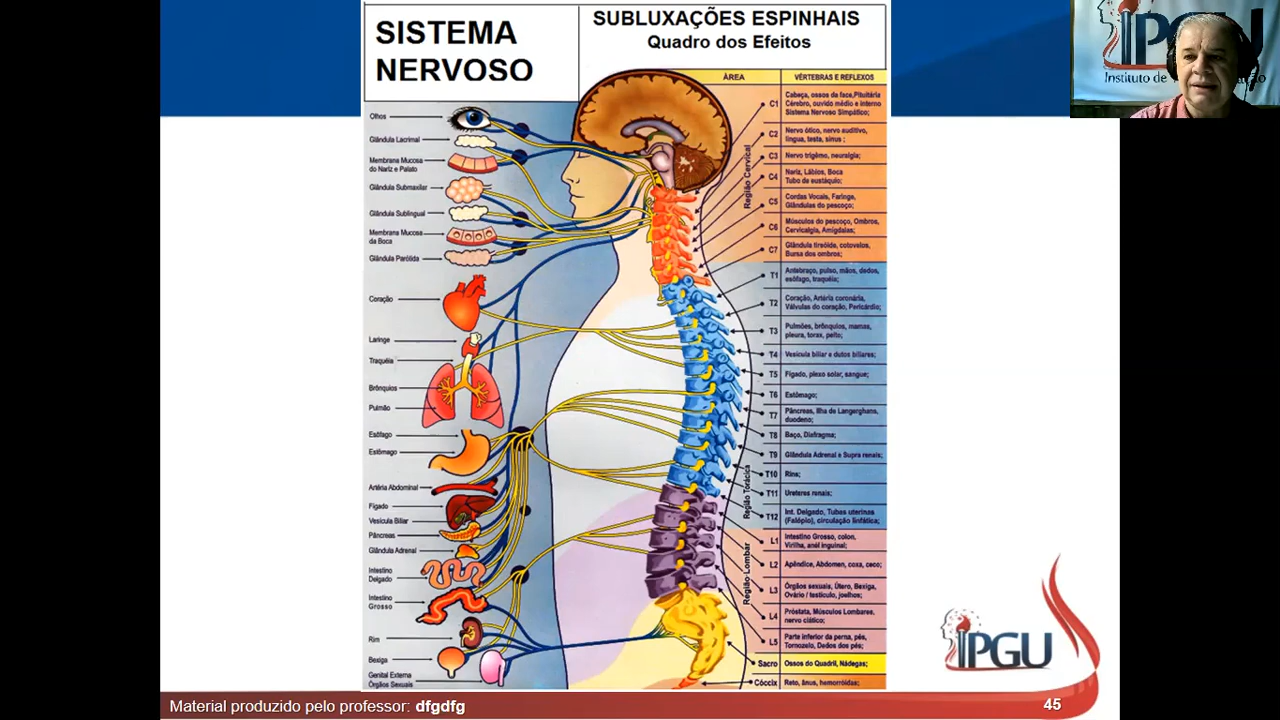 SISTEMA
NERVOSO
SUBLUXAÇÕES ESPINHAIS
Quadro dos Efeitos
ÀREA
VÉRTEBRAS E REFLEXOS
Olhos
Glândula Lacrimal
Membrana Mucosa
do Nariz e Palato
Glândula Submaxilar
Glândula Sublingual
Membrana Mucosa
da Boca
Glândula Parólida
Coração
Laringe
Traquéia
Brônquios
Pulmão
Esófago
Estômago
Artéria Abdominal
Fígado
Vesícula Biliar
Pâncreas
Glândula Adrenal
Intestino
Delgado
Intestino
Grosso
Rim
Bexiga
Genital Externa
Órgãos Sexuais
Região Cervical
Região Torácica
Região Lombar
C1 Cabeça, ossos da face,Pituitária
Cérebro, ouvido médio e interno
Sistema Nervoso Simpático;
C2 Nervo ótico, nervo auditivo,
língua, testa, sinus ;
C3 Nervo trigêmo, neuralgia;
C4 Nariz, Lábios, Boca
Tubo de eustáquio;
C5 Cordas Vocais, Faringe,
Glândulas do pescoço;
C6 Músculos do pescoço, Ombros,
Cervicalgia, Amígdalas;
C7 Glândula tireóide, cotovelos,
Bursa dos ombros;
T1 Antebraço, pulso, mãos, dedos,
esôfago, traquéia;
T2 Coração, Artéria coronária,
Válvulas do coração, Pericárdio;
T3 Pulmões, brônquios, mamas,
pleura, torax, peito;
T4 Vesícula biliar e dutos biliares;
T5 Fígado, plexo solar, sangue;
T6 Estômago;
T7 Pâncreas, Ilha de Langerghans,
duodeno;
T8 Baço, Diafragma;
T9 Glândula Adrenal e Supra renais;
T10 Rins;
T11 Ureteres renais;
T12 Int. Delgado, Tubas uterinas
(Falópio), circulação linfática;
L1 Intestino Grosso, colon,
Virilha, anél inguinal;
L2 Apêndice, Abdomen, coxa, ceco;
L3 Órgãos sexuais, Útero, Bexiga,
Ovário / testículo, joelhos;
L4 Próstata, Músculos Lombares,
nervo ciático;
L5 Parte inferior da perna, pés,
Tornozelo, Dedos dos pés;
Sacro Ossos do Quadril, Nádegas;
Cóccix Reto, ânus, hemorróidas;
IPGU
Instituto de
IPGU
Material produzido pelo professor: dfgdfg
45